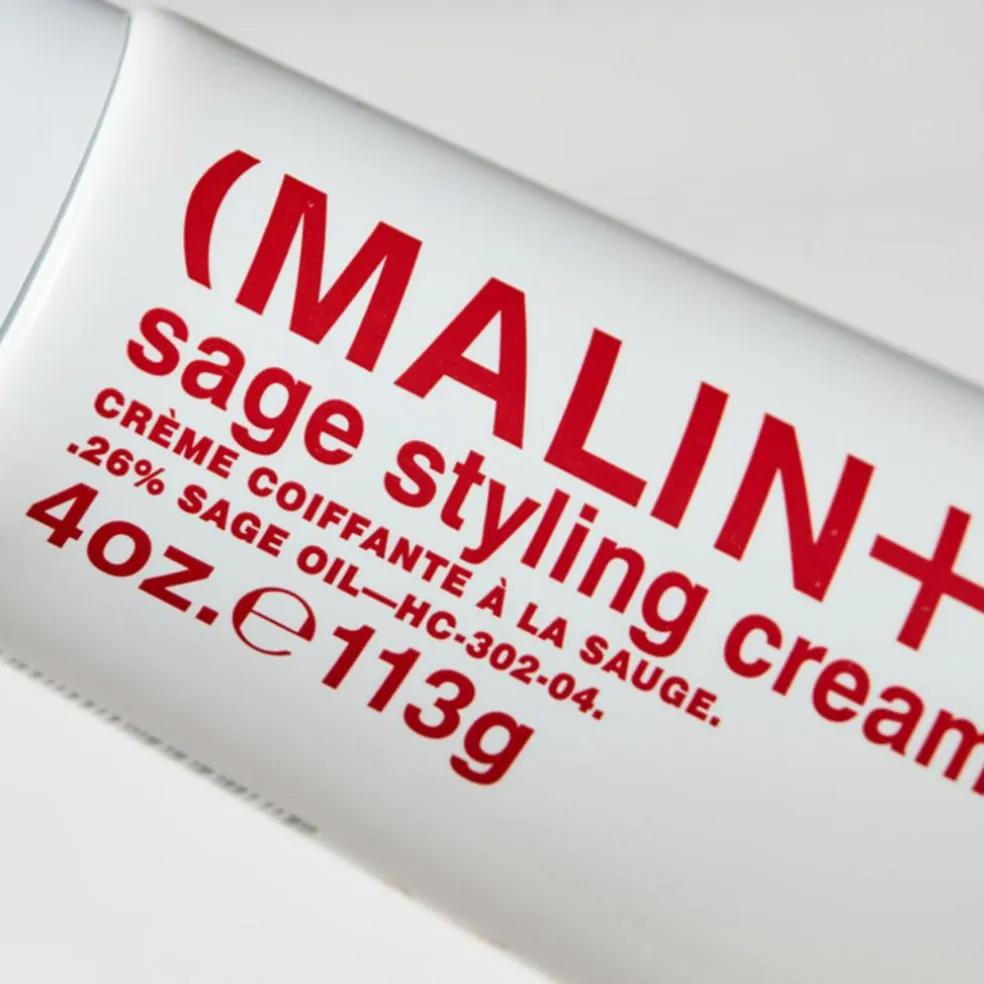 (MALIN+
sage styling cream
CRÈME COIFFANTE À LA SAUGE.
.26% SAGE OIL—HC-302-04.
4oz.℮113g